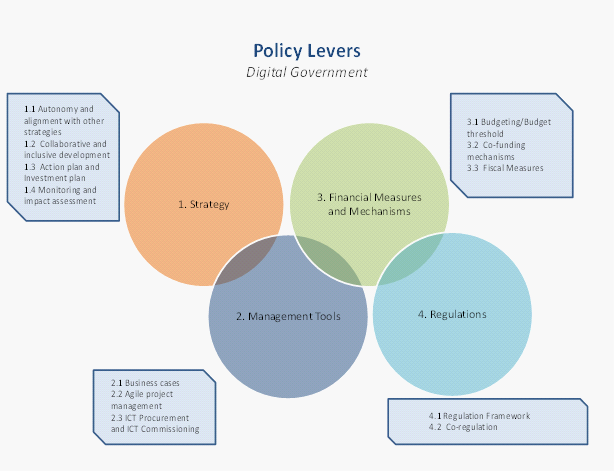 Policy Levers
Digital Government
1.1 Autonomy and
alignment with other
strategies
1.2 Collaborative and
inclusive development
1.3 Action plan and
Investment plan
1.4 Monitoring and
impact assessment
3.1 Budgeting/Budget
threshold
3.2 Co-funding
mechanisms
3.3 Fiscal Measures
1. Strategy
3. Financial Measures
and Mechanisms
2. Management Tools
4. Regulations
2.1 Business cases
2.2 Agile project
management
2.3 ICT Procurement
and ICT Commissioning
4.1 Regulation Framework
4.2 Co-regulation